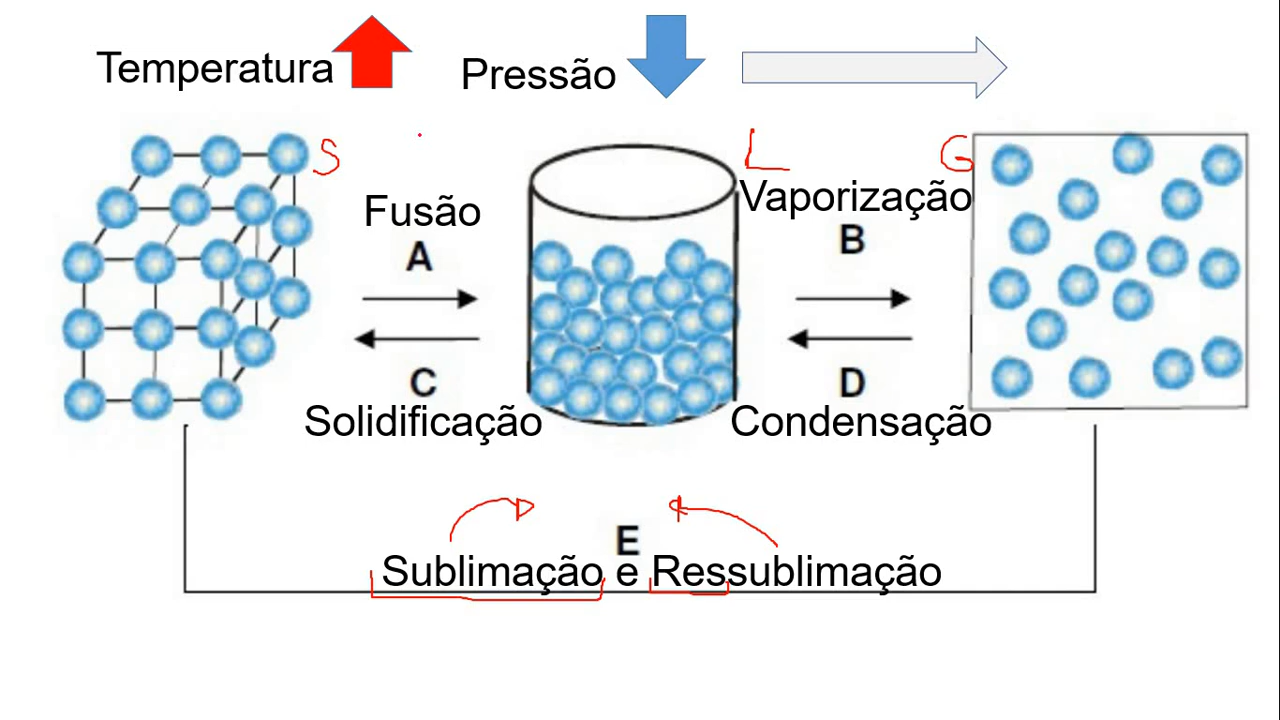 Temperatura
Pressão
S
L
G
Fusão
A
Vaporização
B
C
Solidificação
D
Condensação
E
Sublimação e Ressublimação